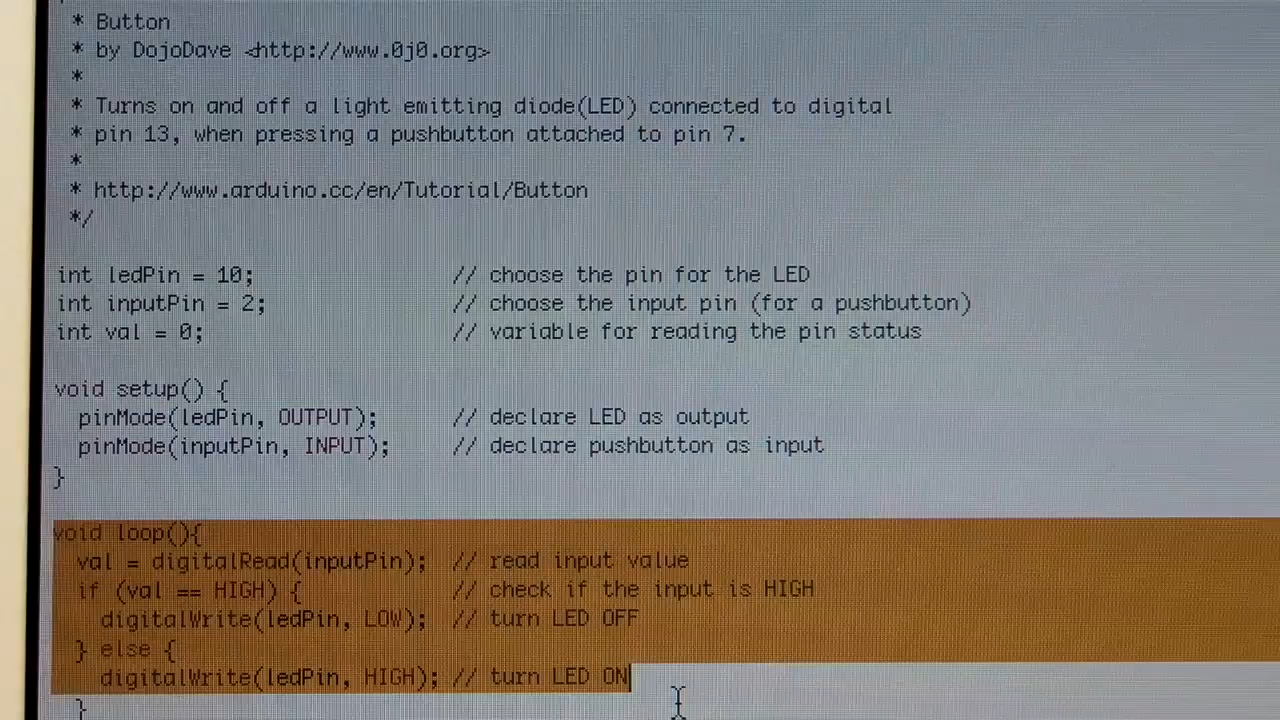 * Button
* by DojoDave <http://www.0j0.org>
*
* Turns on and off a light emitting diode(LED) connected to digital
* pin 13, when pressing a pushbutton attached to pin 7.
*
* http://www.arduino.cc/en/Tutorial/Button
*/
int ledPin = 10; // choose the pin for the LED
int inputPin = 2; // choose the input pin (for a pushbutton)
int val = 0; // variable for reading the pin status
void setup() {
pinMode(ledPin, OUTPUT); // declare LED as output
pinMode(inputPin, INPUT); // declare pushbutton as input
}
void loop(){
val = digitalRead(inputPin); // read input value
if (val == HIGH) { // check if the input is HIGH
digitalWrite(ledPin, LOW); // turn LED OFF
} else {
digitalWrite(ledPin, HIGH); // turn LED ON
}